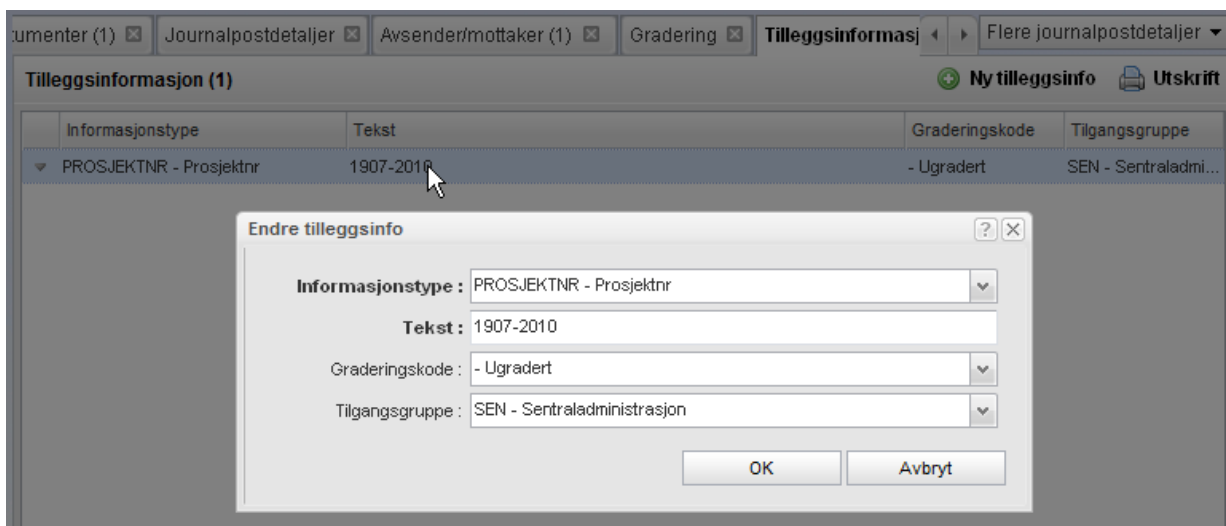 umenter (1) Journalpostdetaljer Avsender/mottaker (1) Gradering Tilleggsinformasj Flere journalpostdetaljer
Tilleggsinformasjon (1) Ny tilleggsinfo Utskrift
Informasjonstype Tekst Graderingskode Tilgangsgruppe
PROSJEKTNR - Prosjektnr 1907-2010 - Ugradert SEN - Sentraladmi...
Endre tilleggsinfo
Informasjonstype : PROSJEKTNR - Prosjektnr
Tekst : 1907-2010
Graderingskode : - Ugradert
Tilgangsgruppe : SEN - Sentraladministrasjon
OK Avbryt